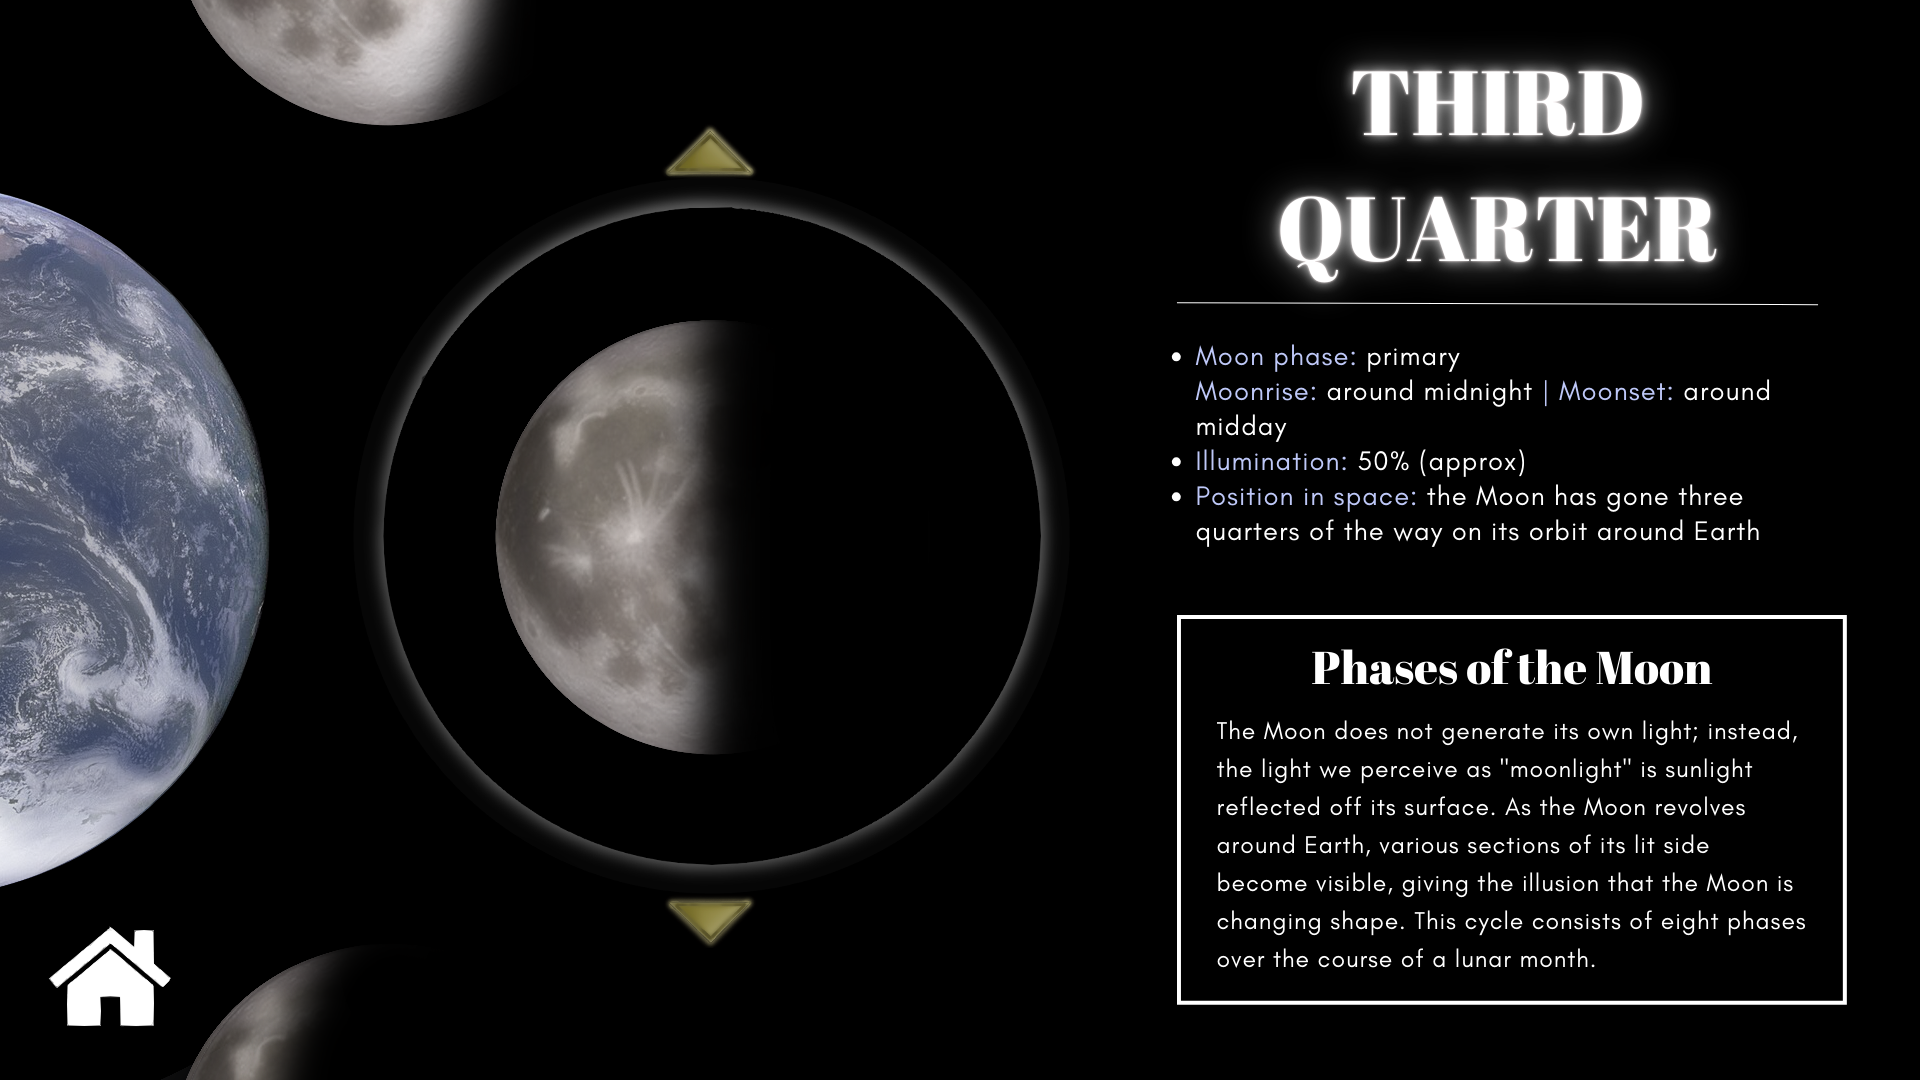 THIRD
QUARTER
• Moon phase: primary
Moonrise: around midnight | Moonset: around
midday
• Illumination: 50% (approx)
• Position in space: the Moon has gone three
quarters of the way on its orbit around Earth
Phases of the Moon
The Moon does not generate its own light; instead,
the light we perceive as "moonlight" is sunlight
reflected off its surface. As the Moon revolves
around Earth, various sections of its lit side
become visible, giving the illusion that the Moon is
changing shape. This cycle consists of eight phases
over the course of a lunar month.